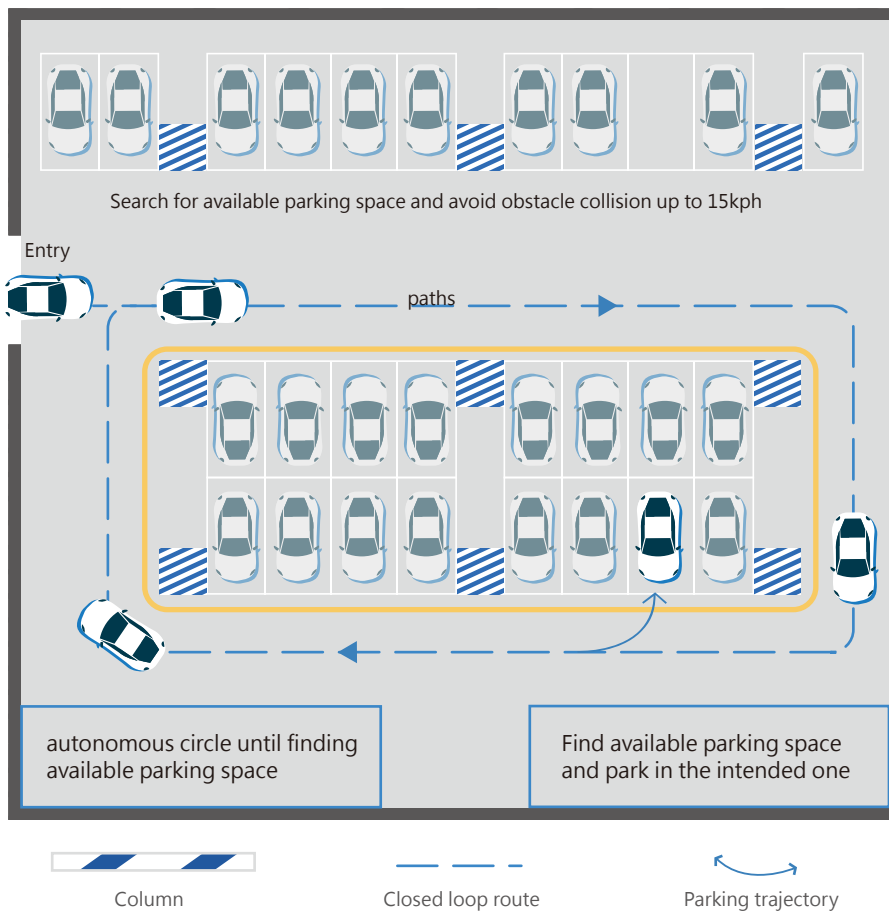 Search for available parking space and avoid obstacle collision up to 15kph
Entry
paths
autonomous circle until finding
available parking space
Find available parking space
and park in the intended one
Column
Closed loop route
Parking trajectory